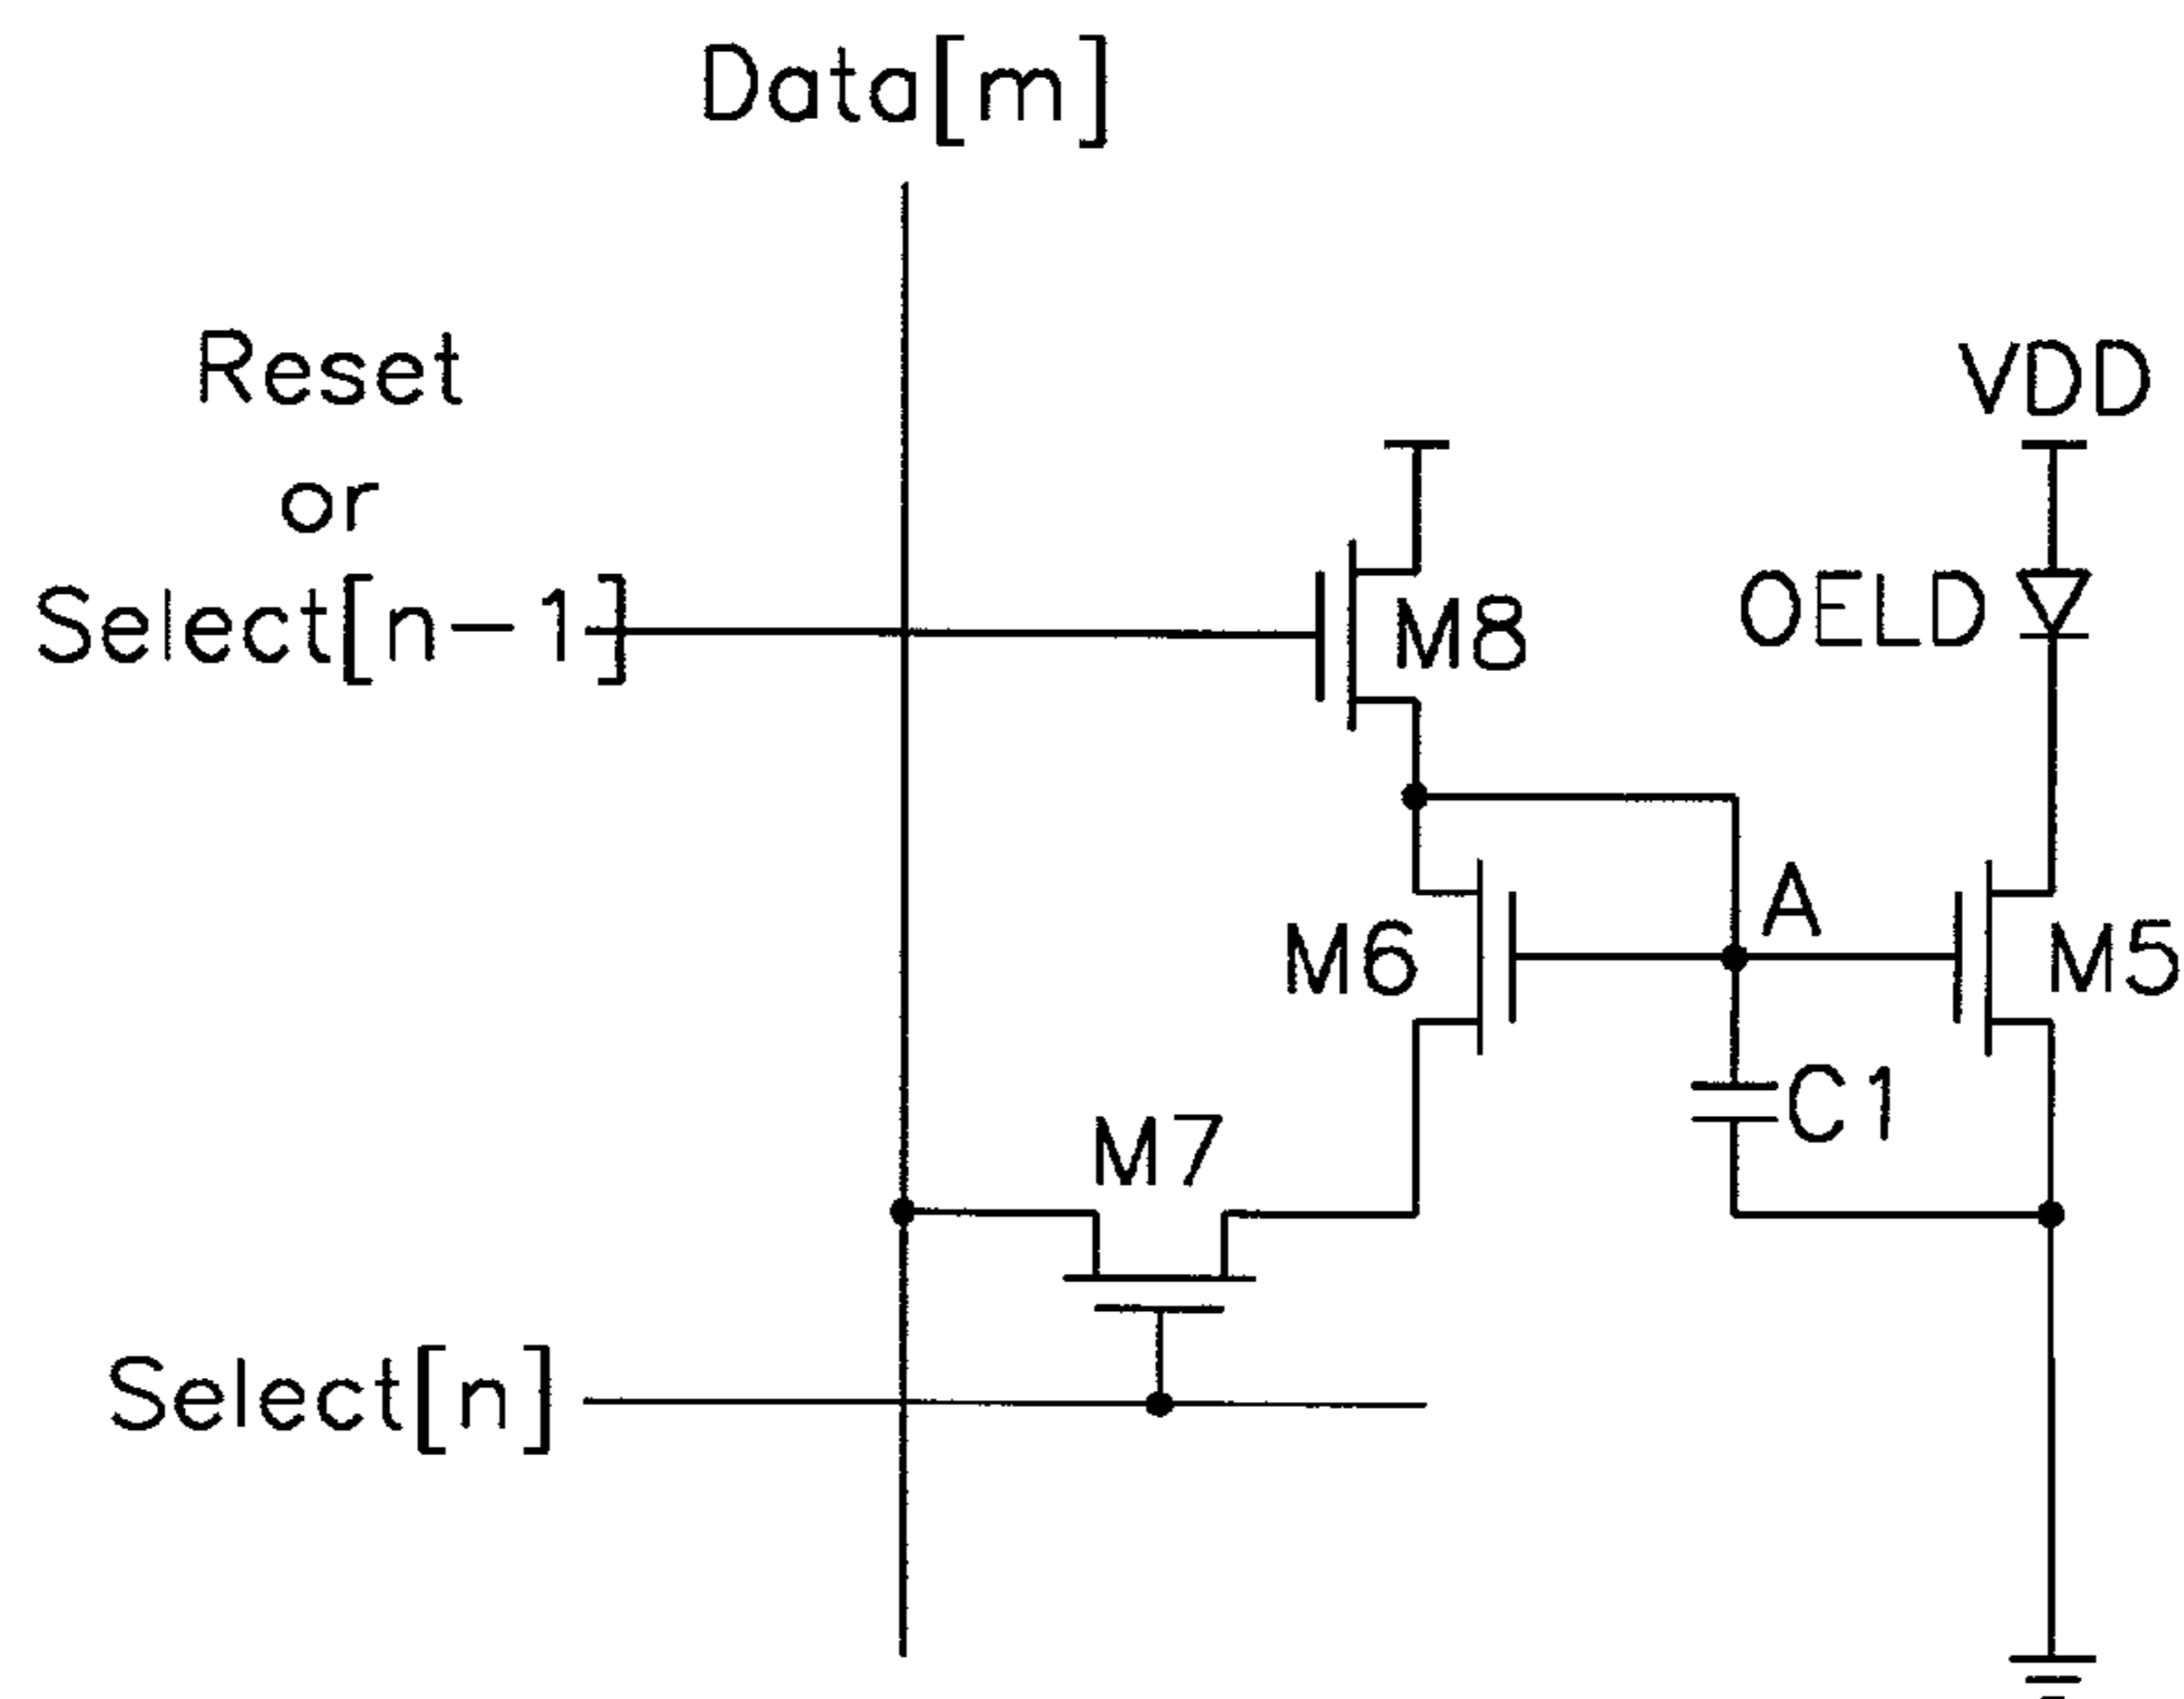 Data[m]
Reset
or
Select[n-1]
VDD
M8
OELD
A
M6
M5
C1
M7
Select[n]